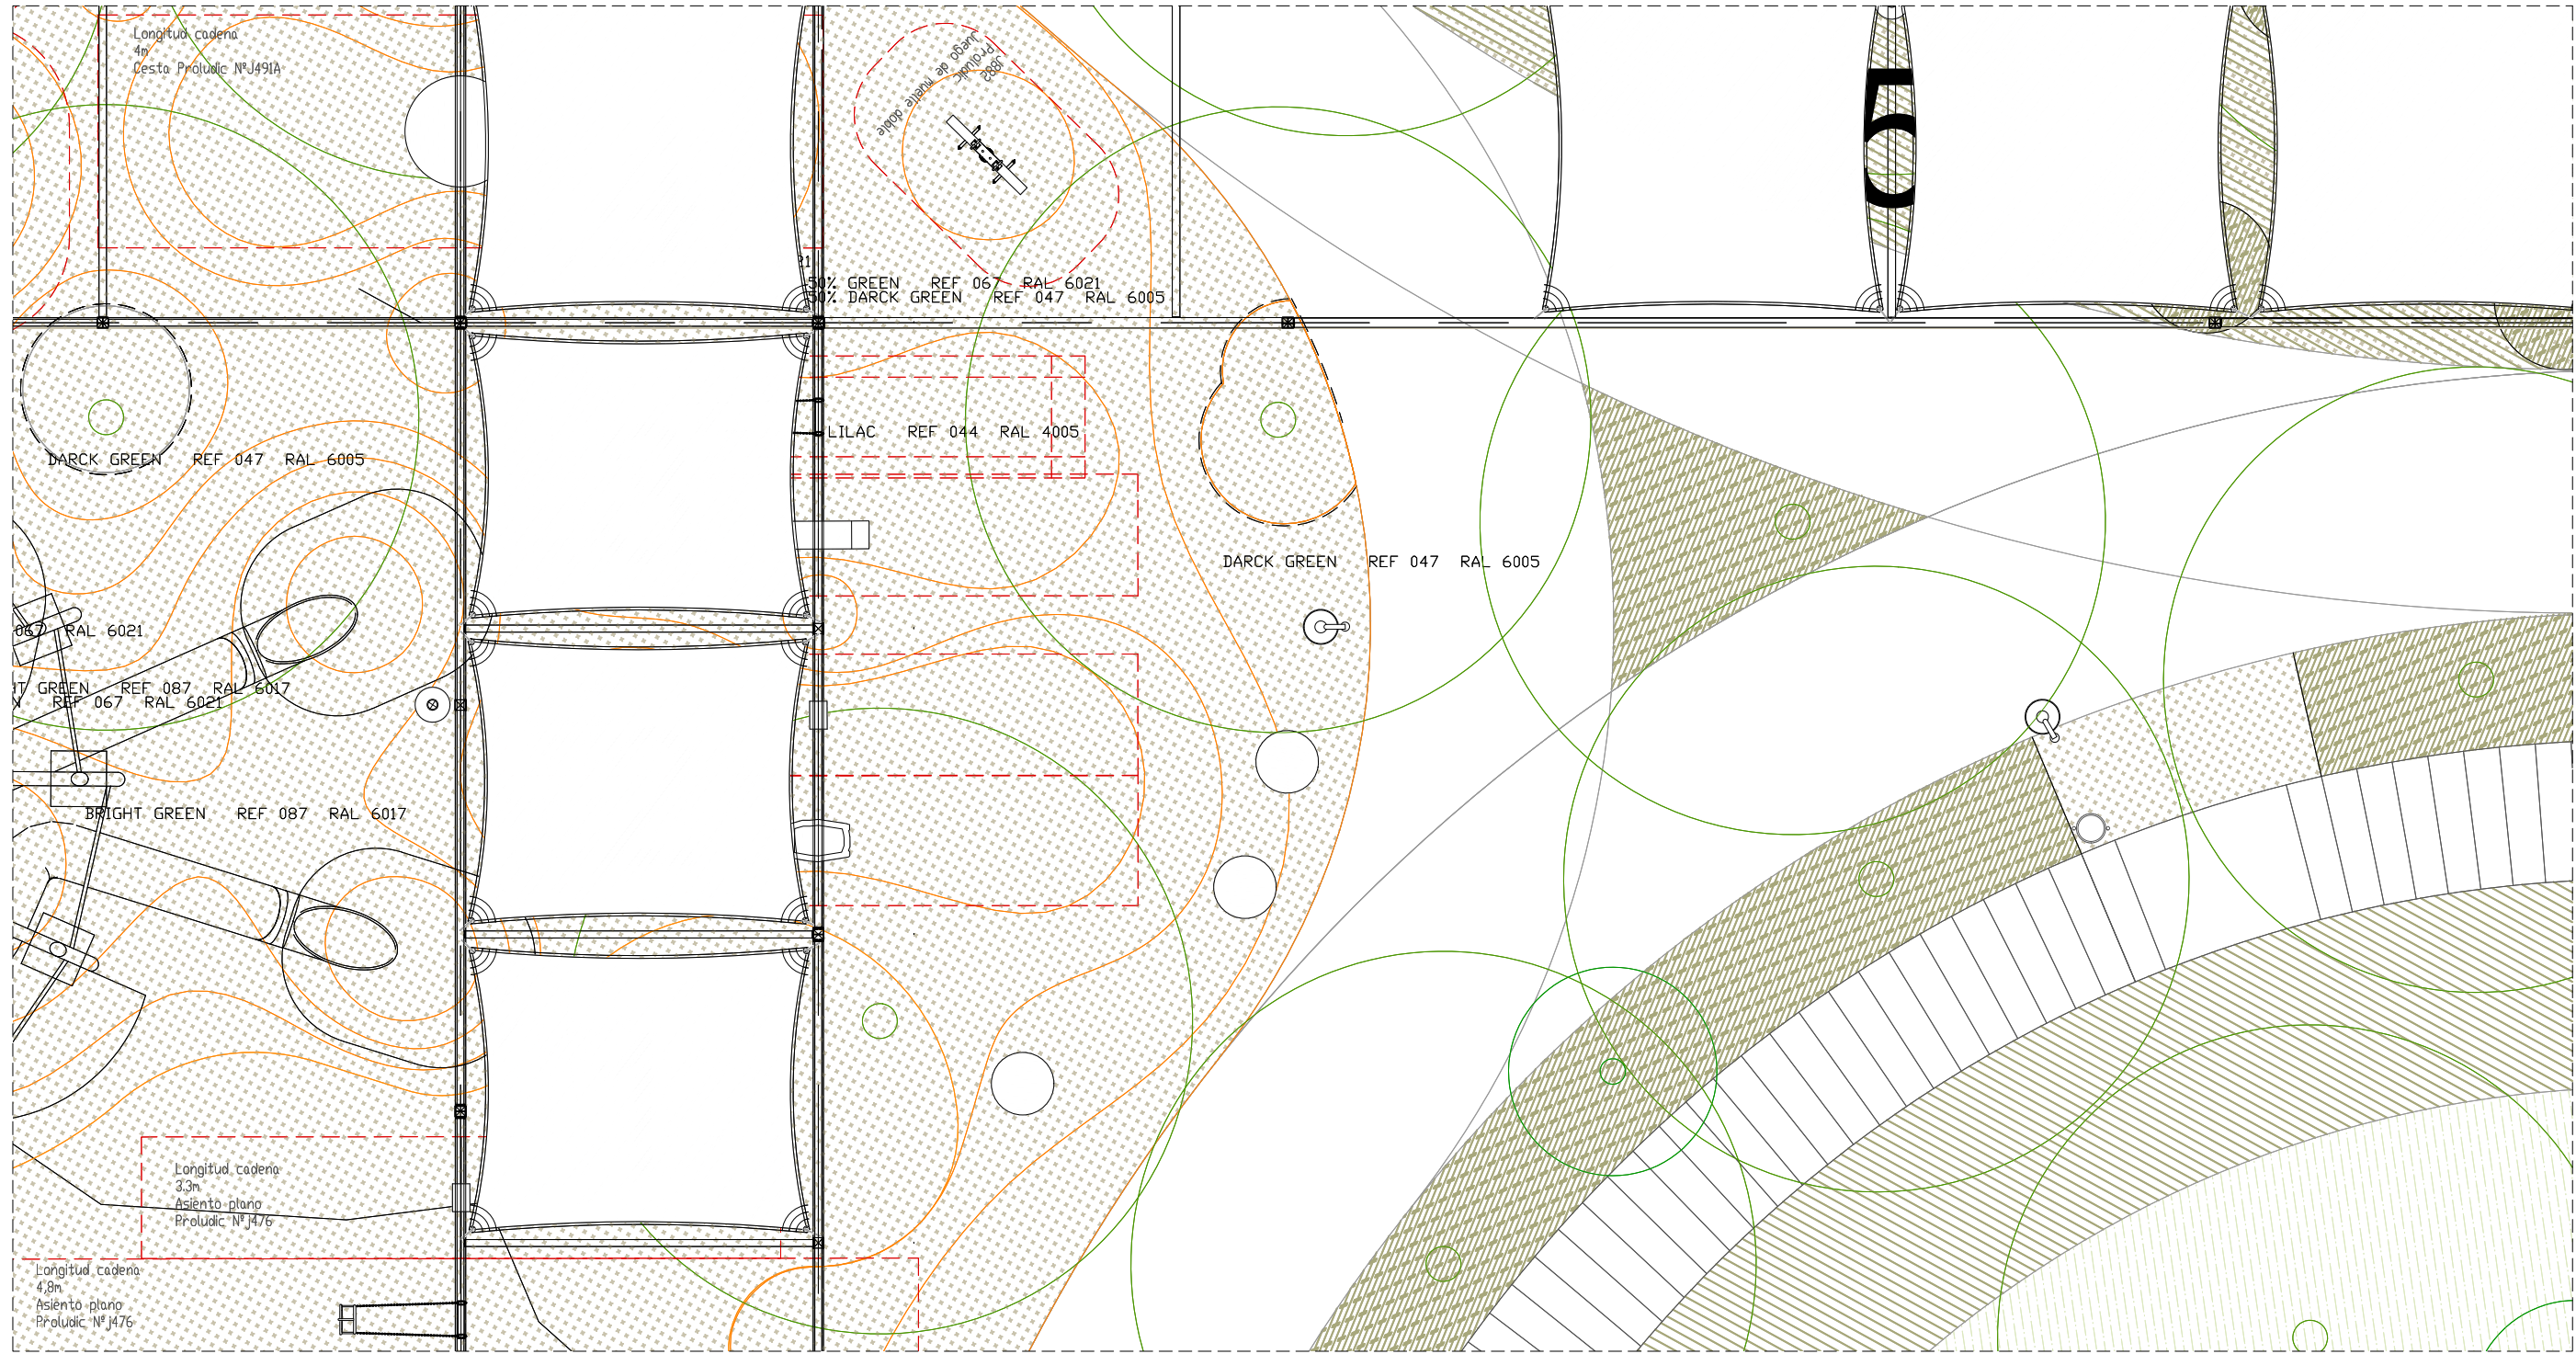 Longitud cadena
4m
Cesta Proludic NºJ491A
Juego de muelle doble
Proludic
J882
5
50% GREEN REF 067 RAL 6021
50% DARCK GREEN REF 047 RAL 6005
LILAC REF 044 RAL 4005
DARCK GREEN REF 047 RAL 6005
DARCK GREEN REF 047 RAL 6005
067 RAL 6021
GREEN REF 087 RAL 6017
REF 067 RAL 6021
BRIGHT GREEN REF 087 RAL 6017
Longitud cadena
3.3m
Asiento plano
Proludic Nºj476
Longitud cadena
4,8m
Asiento plano
Proludic Nºj476